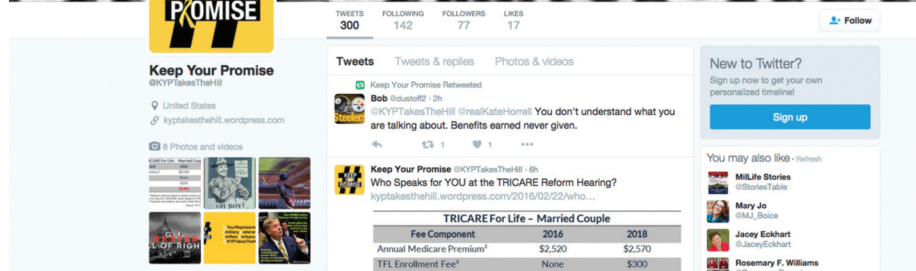 PROMISE
TWEETS
300
FOLLOWING
142
FOLLOWERS
77
LIKES
17
Follow
Keep Your Promise
@KYPTakesTheHill
United States
kyptakesthehill.wordpress.com
8 Photos and videos
Tweets
Tweets & replies
Photos & videos
Keep Your Promise Retweeted
Bob @dustoff2 · 2h
@KYPTakesTheHill @realKateHorrell You don't understand what you
are talking about. Benefits earned never given.
1
1
Keep Your Promise @KYPTakesTheHill · 6h
Who Speaks for YOU at the TRICARE Reform Hearing?
kyptakesthehill.wordpress.com/2016/02/22/who…
TRICARE For Life – Married Couple
Fee Component 2016 2018
Annual Medicare Premium¹ $2,520 $2,570
TFL Enrollment Fee² None $300
New to Twitter?
Sign up now to get your own
personalized timeline!
Sign up
You may also like · Refresh
MilLife Stories
@StoriesTable
Mary Jo
@MJ_Boice
Jacey Eckhart
@JaceyEckhart
Rosemary F. Williams